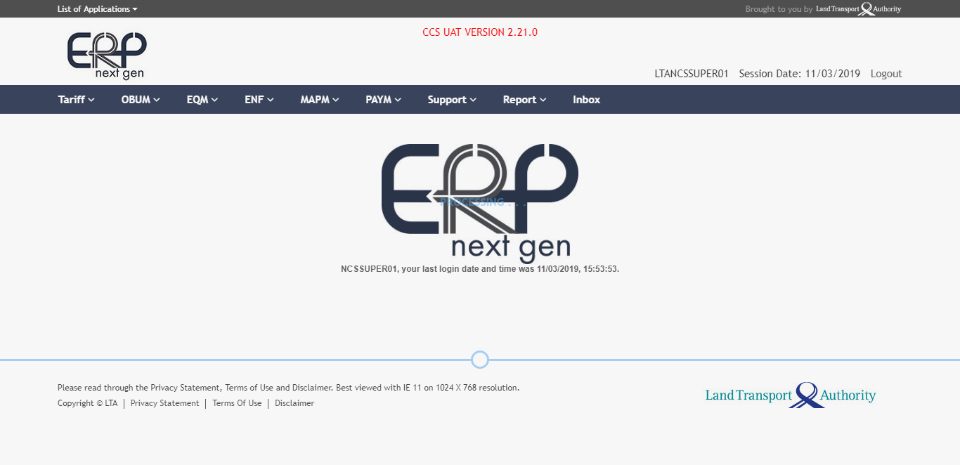 List of Applications
Brought to you by Land Transport Authority
CCS UAT VERSION 2.21.0
ERP
next gen
LTANCSSUPER01 Session Date: 11/03/2019 Logout
Tariff OBUM EQM ENF MAPM PAYM Support Report Inbox
ERP
PROCESSING . . .
next gen
NCSSUPER01, your last login date and time was 11/03/2019, 15:53:53.
Please read through the Privacy Statement, Terms of Use and Disclaimer. Best viewed with IE 11 on 1024 X 768 resolution.
Copyright © LTA | Privacy Statement | Terms Of Use | Disclaimer
Land Transport Authority